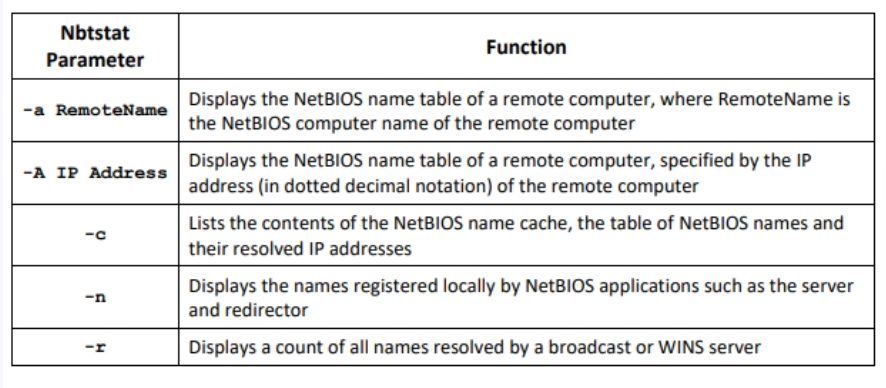 Nbtstat
Parameter
Function
-a RemoteName
Displays the NetBIOS name table of a remote computer, where RemoteName is
the NetBIOS computer name of the remote computer
-A IP Address
Displays the NetBIOS name table of a remote computer, specified by the IP
address (in dotted decimal notation) of the remote computer
-c
Lists the contents of the NetBIOS name cache, the table of NetBIOS names and
their resolved IP addresses
-n
Displays the names registered locally by NetBIOS applications such as the server
and redirector
-r
Displays a count of all names resolved by a broadcast or WINS server